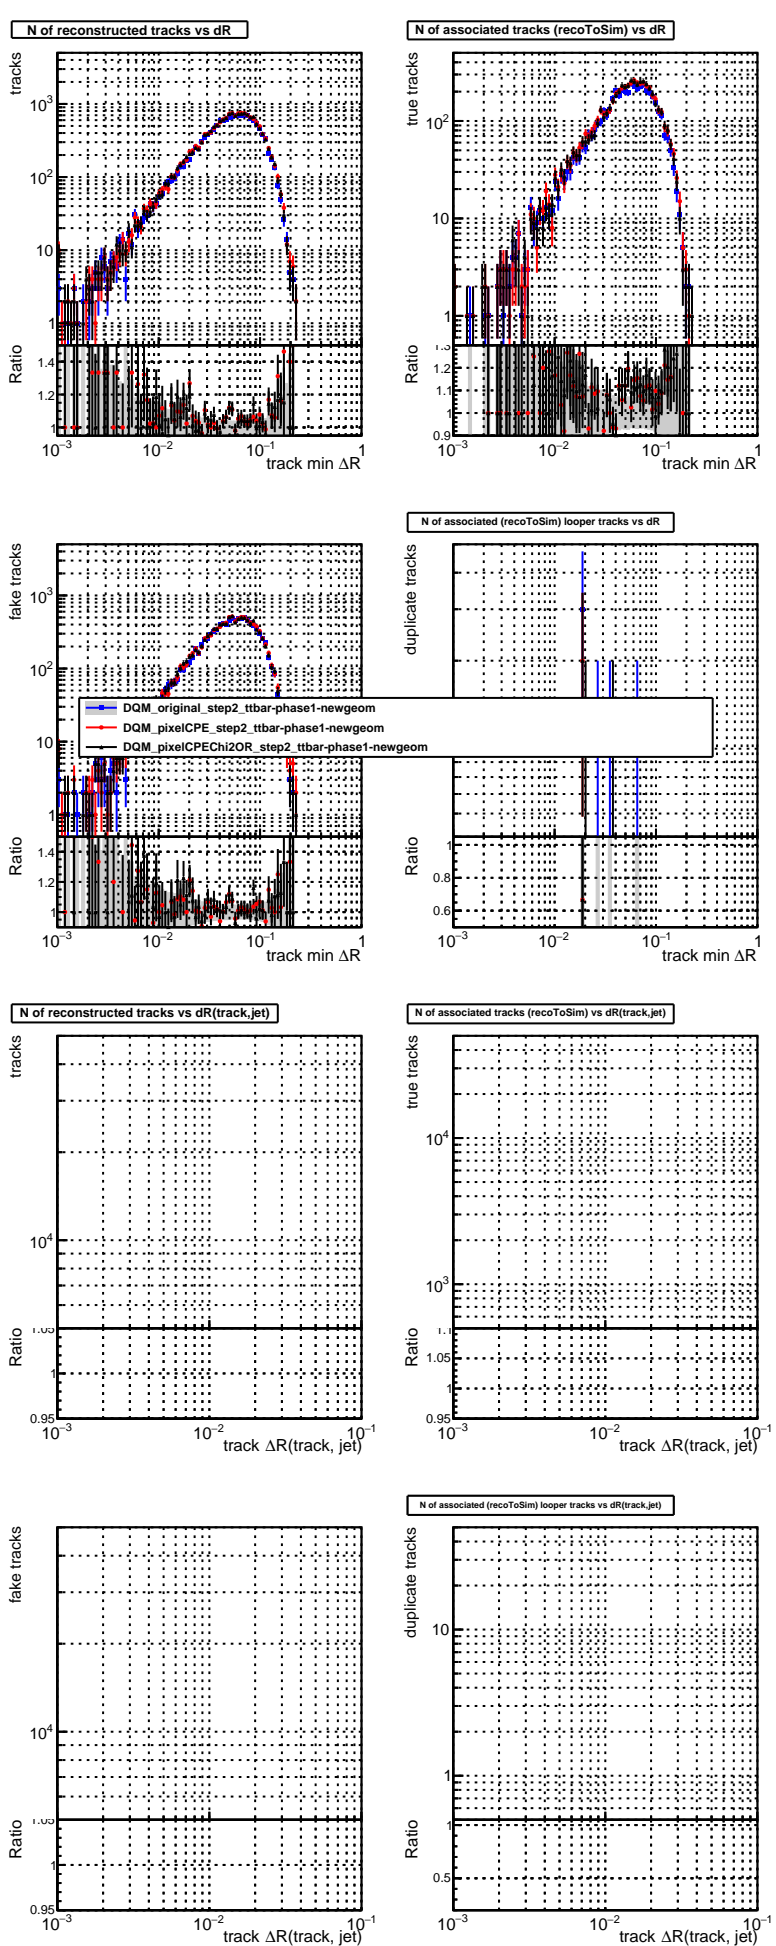 N of reconstructed tracks vs dR
tracks
10³
10²
10
1
Ratio
1.4
1.2
1
10⁻³ 10⁻² 10⁻¹ 1
track min ΔR
N of associated tracks (recoToSim) vs dR
true tracks
10²
10
1
Ratio
1.3
1.2
1.1
1
0.9
10⁻³ 10⁻² 10⁻¹ 1
track min ΔR
fake tracks
10³
10²
10
1
Ratio
1.4
1.2
1
10⁻³ 10⁻² 10⁻¹ 1
track min ΔR
N of associated (recoToSim) looper tracks vs dR
duplicate tracks
Ratio
1
0.8
0.6
10⁻³ 10⁻² 10⁻¹ 1
track min ΔR
DQM_original_step2_ttbar-phase1-newgeom
DQM_pixelCPE_step2_ttbar-phase1-newgeom
DQM_pixelCPEChi2OR_step2_ttbar-phase1-newgeom
N of reconstructed tracks vs dR(track,jet)
tracks
10⁴
Ratio
1.05
1
0.95
10⁻³ 10⁻² 10⁻¹
track ΔR(track, jet)
N of associated tracks (recoToSim) vs dR(track,jet)
true tracks
10⁴
10³
Ratio
1.1
1.05
1
0.95
10⁻³ 10⁻² 10⁻¹
track ΔR(track, jet)
fake tracks
10⁴
Ratio
1.05
1
0.95
10⁻³ 10⁻² 10⁻¹
track ΔR(track, jet)
N of associated (recoToSim) looper tracks vs dR(track,jet)
duplicate tracks
10
1
Ratio
1
0.5
10⁻³ 10⁻² 10⁻¹
track ΔR(track, jet)